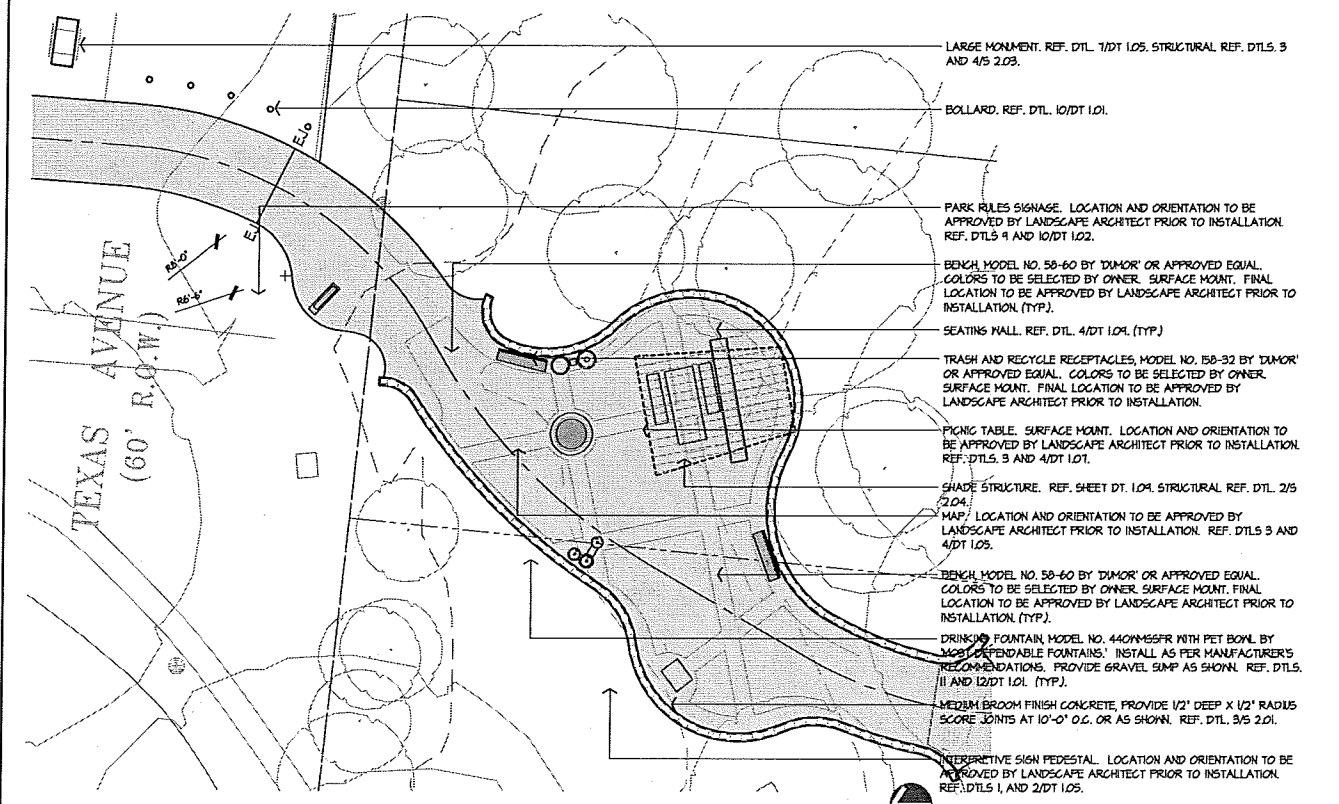 LARGE MONUMENT. REF. DTL. 7/DT 1.05. STRUCTURAL REF. DTLS. 3
AND 4/S 2.03.
BOLLARD. REF. DTL. 10/DT 1.01.
E.J.
E.J.
PARK RULES SIGNAGE. LOCATION AND ORIENTATION TO BE
APPROVED BY LANDSCAPE ARCHITECT PRIOR TO INSTALLATION.
REF. DTLS 9 AND 10/DT 1.02.
R8'-0"
R6'-6"
TEXAS AVENUE
(60' R.O.W.)
BENCH, MODEL NO. 58-60 BY 'DUMOR' OR APPROVED EQUAL.
COLORS TO BE SELECTED BY OWNER. SURFACE MOUNT. FINAL
LOCATION TO BE APPROVED BY LANDSCAPE ARCHITECT PRIOR TO
INSTALLATION. (TYP.).
SEATING WALL. REF. DTL. 4/DT 1.09. (TYP.)
TRASH AND RECYCLE RECEPTACLES, MODEL NO. 158-32 BY 'DUMOR'
OR APPROVED EQUAL. COLORS TO BE SELECTED BY OWNER.
SURFACE MOUNT. FINAL LOCATION TO BE APPROVED BY
LANDSCAPE ARCHITECT PRIOR TO INSTALLATION.
PICNIC TABLE. SURFACE MOUNT. LOCATION AND ORIENTATION TO
BE APPROVED BY LANDSCAPE ARCHITECT PRIOR TO INSTALLATION.
REF. DTLS. 3 AND 4/DT 1.07.
SHADE STRUCTURE. REF. SHEET DT. 1.09. STRUCTURAL REF. DTL. 2/S
2.04.
MAP. LOCATION AND ORIENTATION TO BE APPROVED BY
LANDSCAPE ARCHITECT PRIOR TO INSTALLATION. REF. DTLS 3 AND
4/DT 1.05.
BENCH, MODEL NO. 58-60 BY 'DUMOR' OR APPROVED EQUAL.
COLORS TO BE SELECTED BY OWNER. SURFACE MOUNT. FINAL
LOCATION TO BE APPROVED BY LANDSCAPE ARCHITECT PRIOR TO
INSTALLATION. (TYP.).
DRINKING FOUNTAIN, MODEL NO. 440WMSSFR WITH PET BOWL BY
'MOST DEPENDABLE FOUNTAINS.' INSTALL AS PER MANUFACTURER'S
RECOMMENDATIONS. PROVIDE GRAVEL SUMP AS SHOWN. REF. DTLS.
11 AND 12/DT 1.01. (TYP.).
MEDIUM BROOM FINISH CONCRETE, PROVIDE 1/2" DEEP X 1/2" RADIUS
SCORE JOINTS AT 10'-0" O.C. OR AS SHOWN. REF. DTL. 3/S 2.01.
INTERPRETIVE SIGN PEDESTAL. LOCATION AND ORIENTATION TO BE
APPROVED BY LANDSCAPE ARCHITECT PRIOR TO INSTALLATION.
REF. DTLS 1, AND 2/DT 1.05.